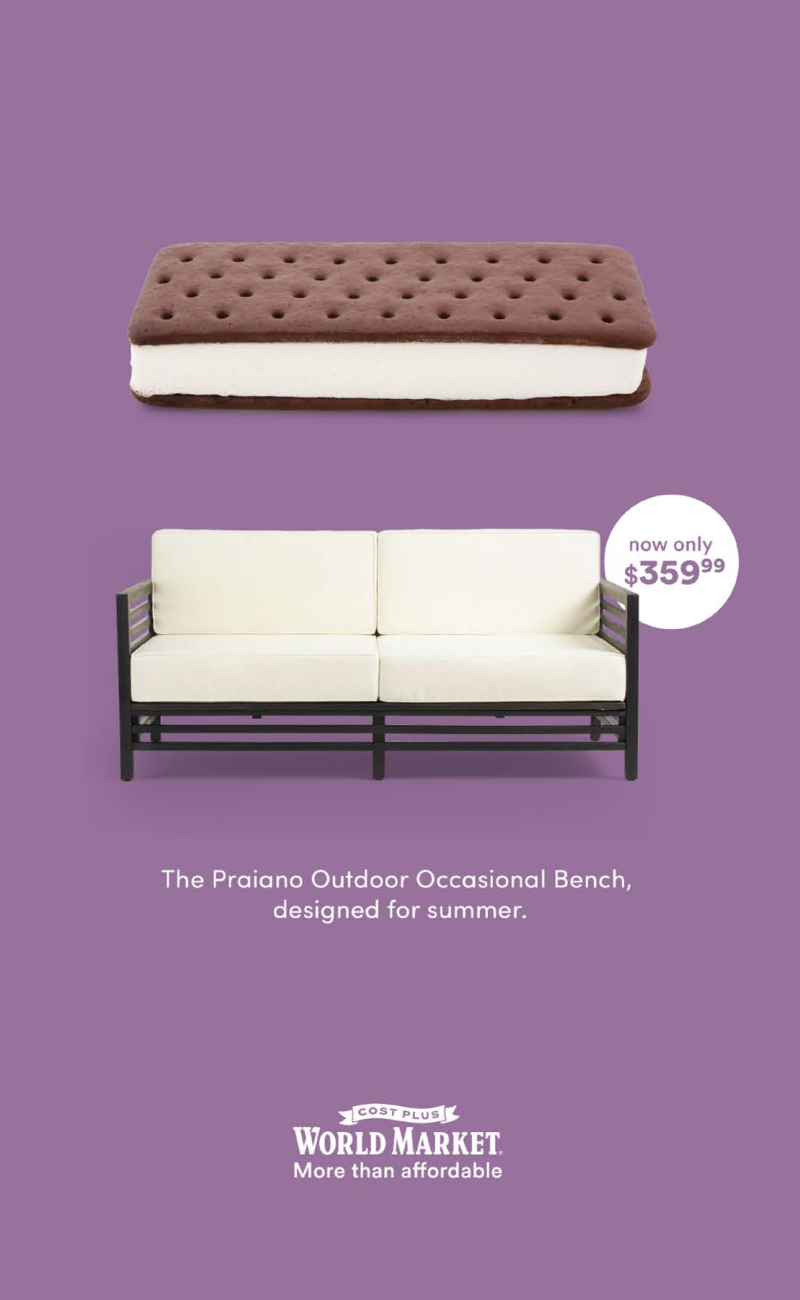 now only
$359⁹⁹
The Praiano Outdoor Occasional Bench,
designed for summer.
COST PLUS
WORLD MARKET®
More than affordable